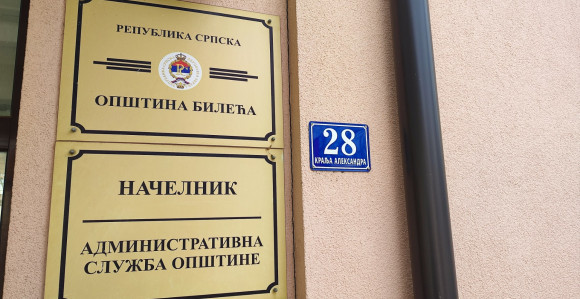 РЕПУБЛИКА СРПСКА
ОПШТИНА БИЛЕЋА
НАЧЕЛНИК
АДМИНИСТРАТИВНА
СЛУЖБА ОПШТИНЕ
28
КРАЉА АЛЕКСАНДРА